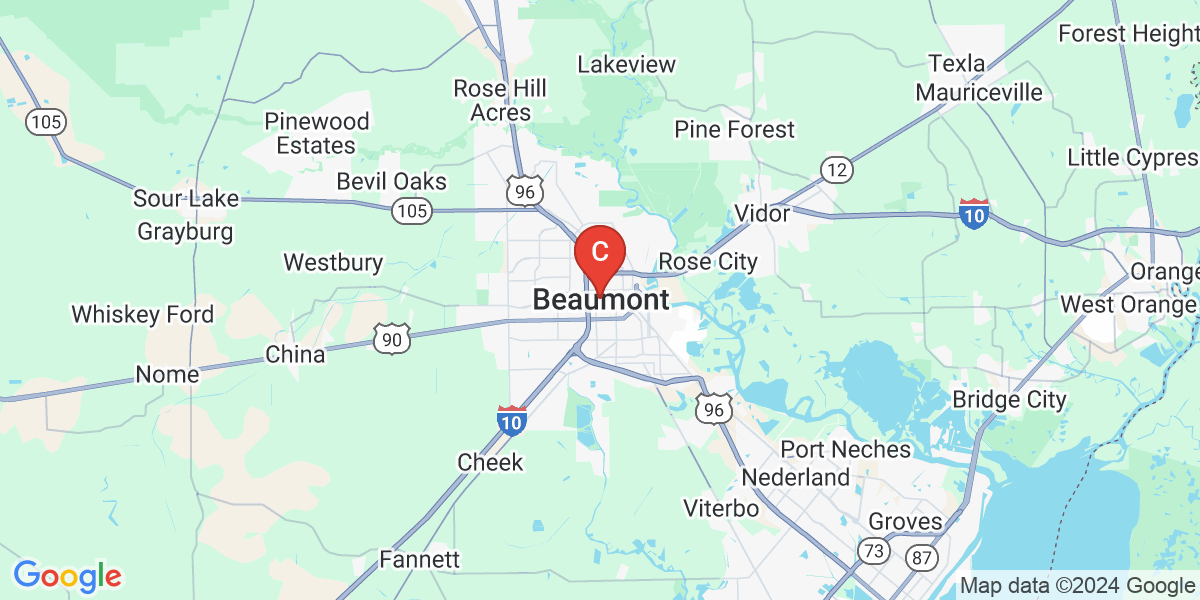 Forest Height
Lakeview
Texla
Mauriceville
Rose Hill
Acres
105
Pinewood
Estates
Pine Forest
Little Cypres
12
Bevil Oaks
96
Sour Lake
105
Vidor
10
Grayburg
C
Westbury
Rose City
Orange
Beaumont
West Orange
Whiskey Ford
90
China
Nome
96
Bridge City
10
Port Neches
Cheek
Nederland
Viterbo
Groves
73
87
Fannett
Google
Map data ©2024 Google